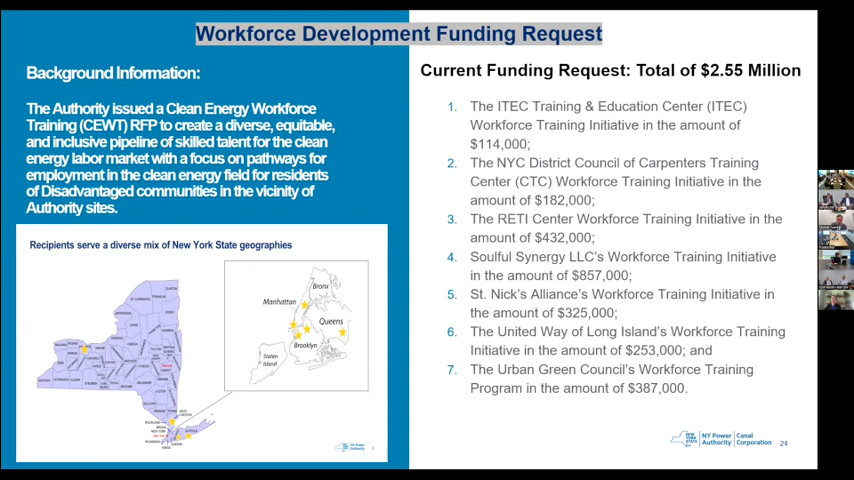 Workforce Development Funding Request
Background Information:
The Authority issued a Clean Energy Workforce
Training (CEWT) RFP to create a diverse, equitable,
and inclusive pipeline of skilled talent for the clean
energy labor market with a focus on pathways for
employment in the clean energy field for residents
of Disadvantaged communities in the vicinity of
Authority sites.
Recipients serve a diverse mix of New York State geographies
Bronx
Manhattan
Queens
Brooklyn
Staten
Island
NY Power
Authority
Current Funding Request: Total of $2.55 Million
1. The ITEC Training & Education Center (ITEC)
Workforce Training Initiative in the amount of
$114,000;
2. The NYC District Council of Carpenters Training
Center (CTC) Workforce Training Initiative in the
amount of $182,000;
3. The RETI Center Workforce Training Initiative in the
amount of $432,000;
4. Soulful Synergy LLC's Workforce Training Initiative
in the amount of $857,000;
5. St. Nick's Alliance's Workforce Training Initiative in
the amount of $325,000;
6. The United Way of Long Island's Workforce Training
Initiative in the amount of $253,000; and
7. The Urban Green Council's Workforce Training
Program in the amount of $387,000.
NEW YORK STATE
NY Power Authority
Canal Corporation
24